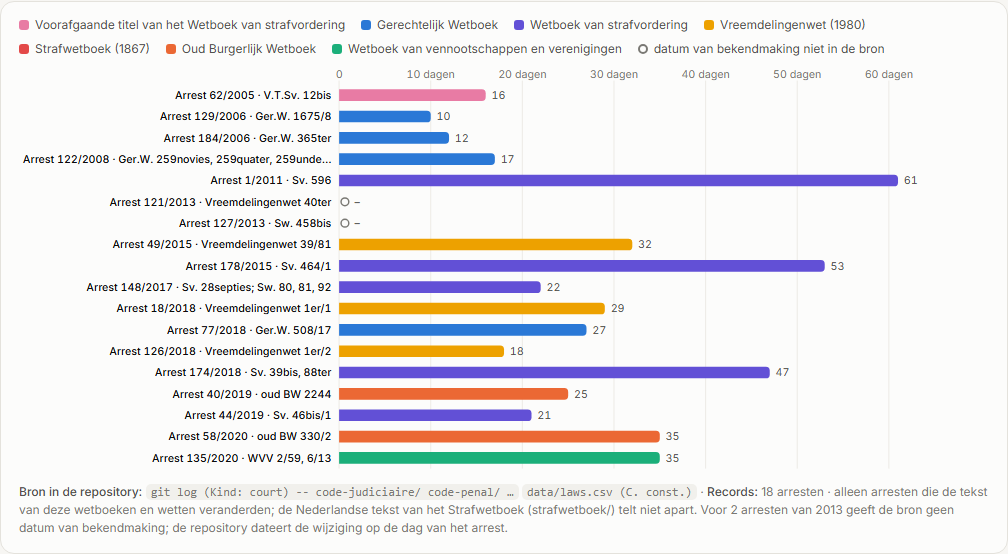 Voorafgaande titel van het Wetboek van strafvordering Gerechtelijk Wetboek Wetboek van strafvordering Vreemdelingenwet (1980)
Strafwetboek (1867) Oud Burgerlijk Wetboek Wetboek van vennootschappen en verenigingen datum van bekendmaking niet in de bron
0 10 dagen 20 dagen 30 dagen 40 dagen 50 dagen 60 dagen
Arrest 62/2005 · V.T.Sv. 12bis 16
Arrest 129/2006 · Ger.W. 1675/8 10
Arrest 184/2006 · Ger.W. 365ter 12
Arrest 122/2008 · Ger.W. 259novies, 259quater, 259unde... 17
Arrest 1/2011 · Sv. 596 61
Arrest 121/2013 · Vreemdelingenwet 40ter –
Arrest 127/2013 · Sw. 458bis –
Arrest 49/2015 · Vreemdelingenwet 39/81 32
Arrest 178/2015 · Sv. 464/1 53
Arrest 148/2017 · Sv. 28septies; Sw. 80, 81, 92 22
Arrest 18/2018 · Vreemdelingenwet 1er/1 29
Arrest 77/2018 · Ger.W. 508/17 27
Arrest 126/2018 · Vreemdelingenwet 1er/2 18
Arrest 174/2018 · Sv. 39bis, 88ter 47
Arrest 40/2019 · oud BW 2244 25
Arrest 44/2019 · Sv. 46bis/1 21
Arrest 58/2020 · oud BW 330/2 35
Arrest 135/2020 · WVV 2/59, 6/13 35
Bron in de repository: git log (Kind: court) -- code-judiciaire/ code-penal/ … data/laws.csv (C. const.) · Records: 18 arresten · alleen arresten die de tekst
van deze wetboeken en wetten veranderden; de Nederlandse tekst van het Strafwetboek (strafwetboek/) telt niet apart. Voor 2 arresten van 2013 geeft de bron geen
datum van bekendmaking; de repository dateert de wijziging op de dag van het arrest.